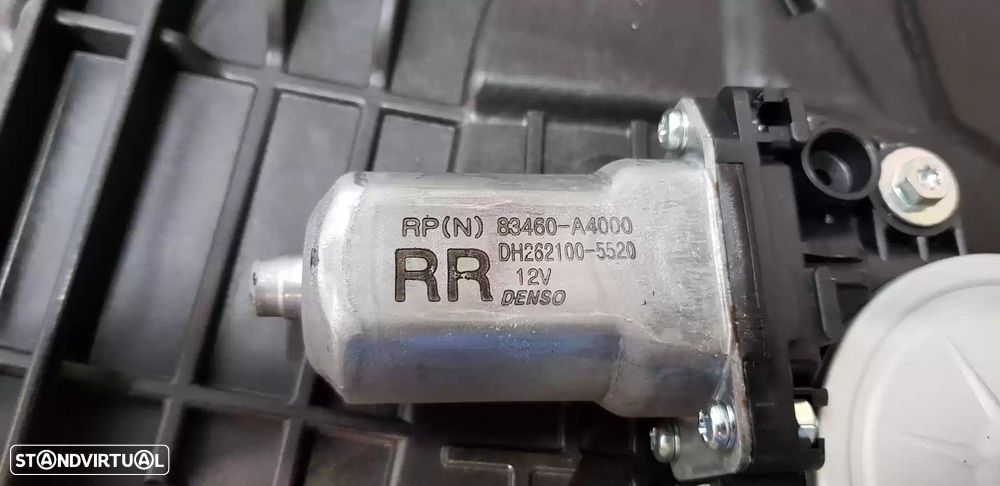 RP(N) 83460-A4000
RR
DH262100-5520
12V
DENSO
STANDVIRTUAL